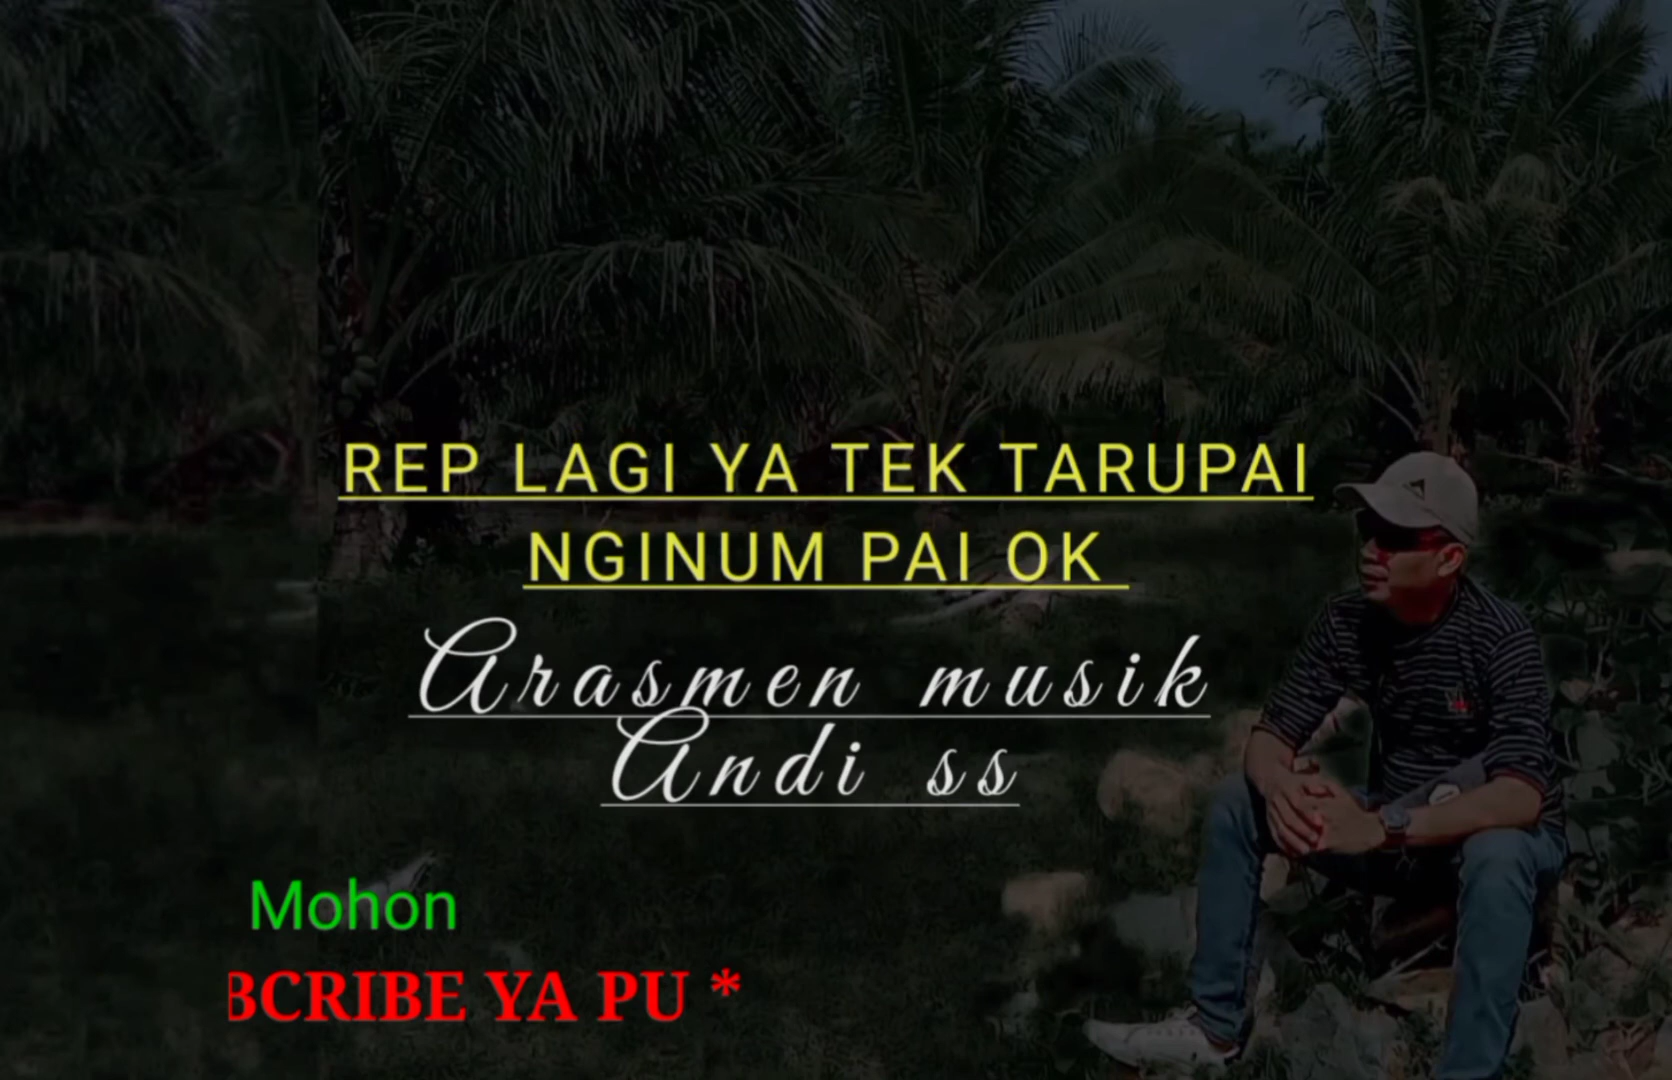 REP LAGI YA TEK TARUPAI
NGINUM PAI OK
Arasmen musik
Andi ss
Mohon
BCRIBE YA PU *